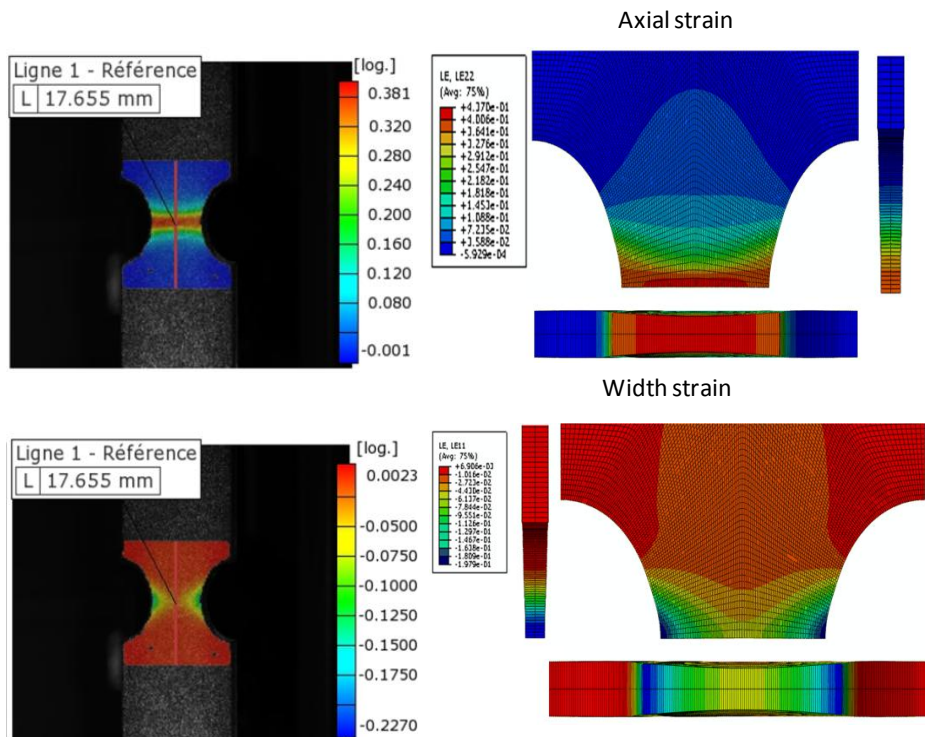 Axial strain
Ligne 1 - Référence
L 17.655 mm
[log.]
0.381
0.320
0.280
0.240
0.200
0.160
0.120
0.080
-0.001
LE, LE22
(Avg: 75%)
+4.370e-01
+4.006e-01
+3.641e-01
+3.276e-01
+2.912e-01
+2.547e-01
+2.182e-01
+1.818e-01
+1.453e-01
+1.088e-01
+7.235e-02
+3.588e-02
-5.929e-04
Width strain
Ligne 1 - Référence
L 17.655 mm
[log.]
0.0023
-0.0500
-0.0750
-0.1000
-0.1250
-0.1500
-0.1750
-0.2270
LE, LE11
(Avg: 75%)
+6.906e-03
-1.016e-02
-2.723e-02
-4.430e-02
-6.137e-02
-7.844e-02
-9.551e-02
-1.126e-01
-1.297e-01
-1.467e-01
-1.638e-01
-1.809e-01
-1.979e-01